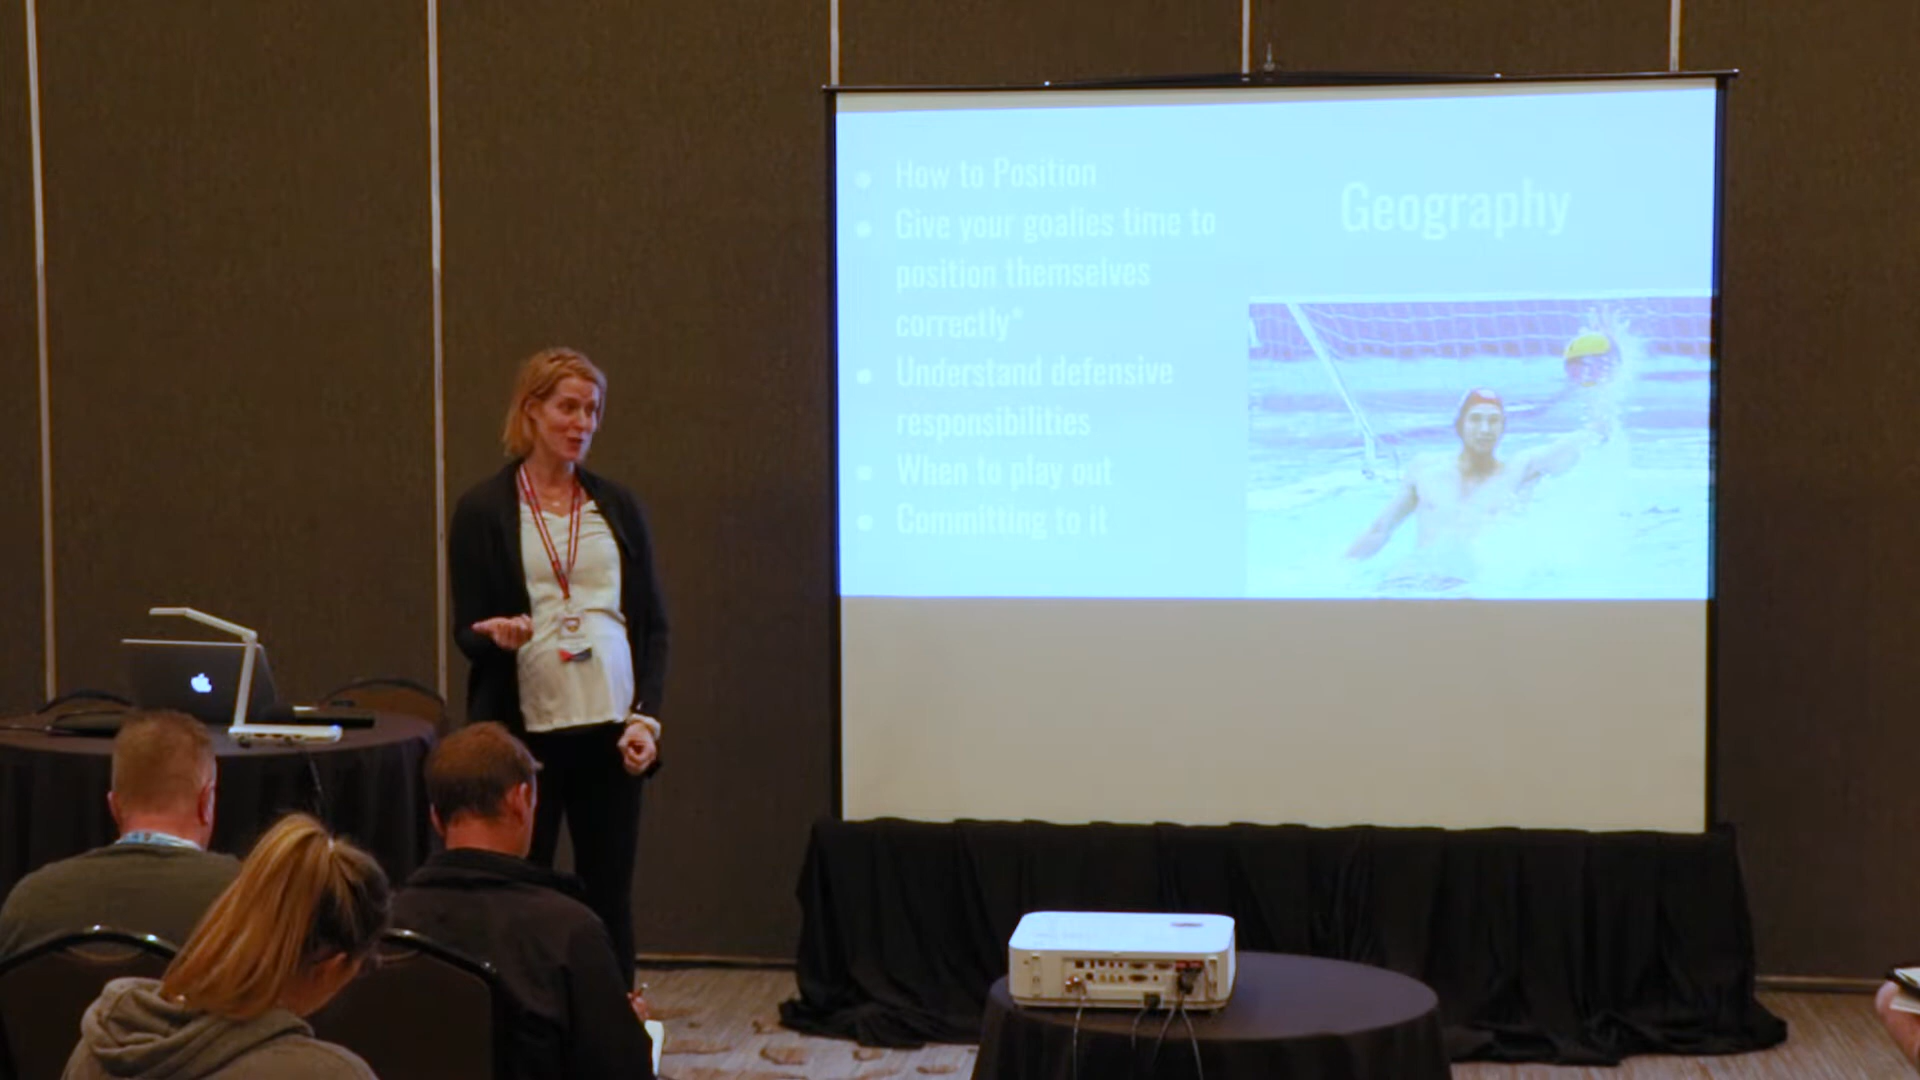 How to Position
Give your goalies time to
position themselves
correctly*
Understand defensive
responsibilities
When to play out
Committing to it
Geography